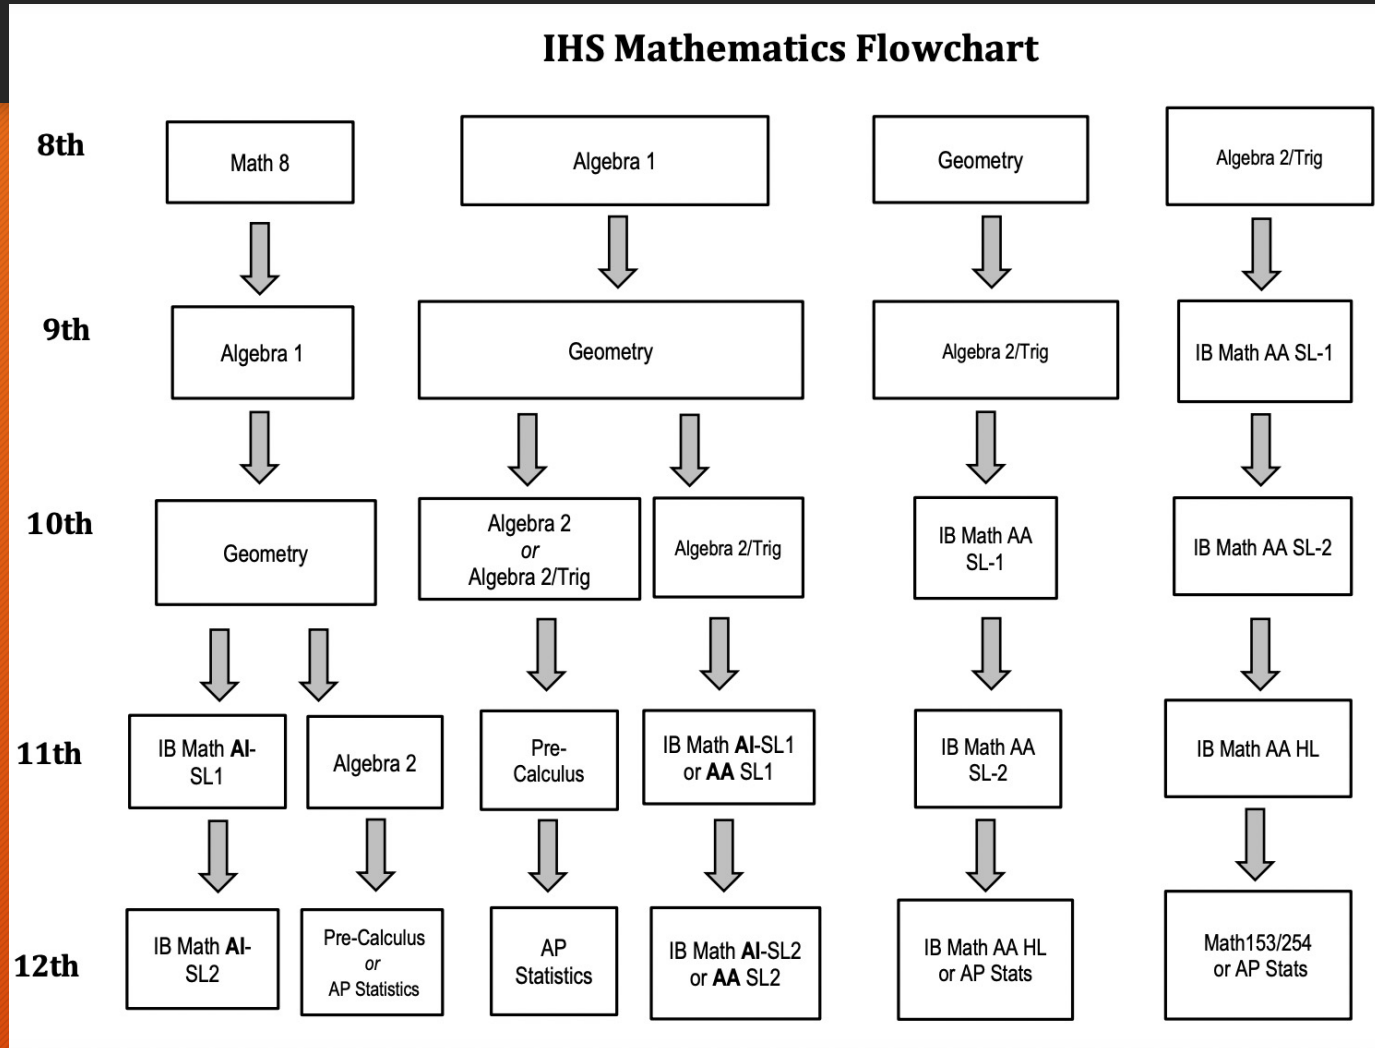 IHS Mathematics Flowchart
8th
Math 8
Algebra 1
Geometry
Algebra 2/Trig
9th
Algebra 1
Geometry
Algebra 2/Trig
IB Math AA SL-1
10th
Geometry
Algebra 2
or
Algebra 2/Trig
Algebra 2/Trig
IB Math AA
SL-1
IB Math AA SL-2
11th
IB Math AI-
SL1
Algebra 2
Pre-
Calculus
IB Math AI-SL1
or AA SL1
IB Math AA
SL-2
IB Math AA HL
12th
IB Math AI-
SL2
Pre-Calculus
or
AP Statistics
AP
Statistics
IB Math AI-SL2
or AA SL2
IB Math AA HL
or AP Stats
Math153/254
or AP Stats